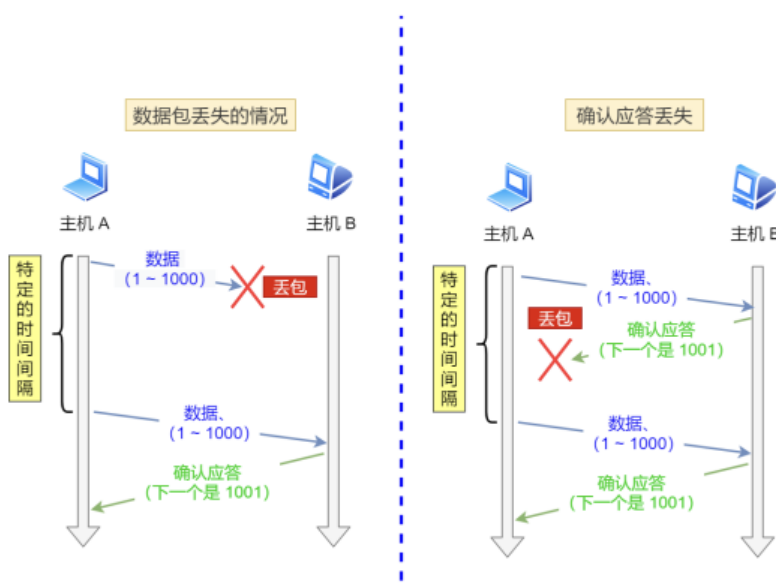 数据包丢失的情况
主机 A
主机 B
特定的时间间隔
数据
（1 ~ 1000）
丢包
数据、
（1 ~ 1000）
确认应答
（下一个是 1001）
确认应答丢失
主机 A
主机 B
特定的时间间隔
数据、
（1 ~ 1000）
丢包
确认应答
（下一个是 1001）
数据、
（1 ~ 1000）
确认应答
（下一个是 1001）